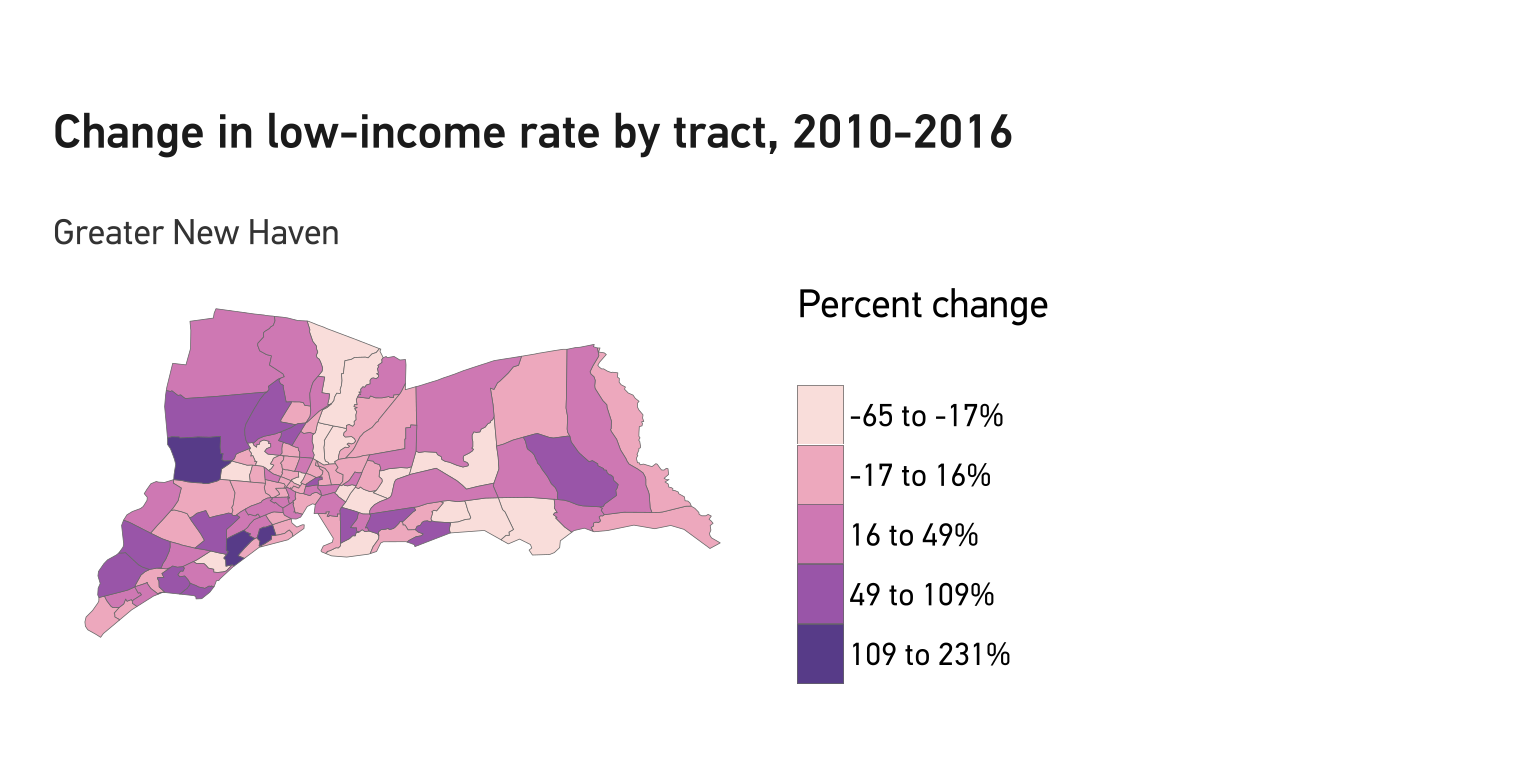 Change in low-income rate by tract, 2010-2016
Greater New Haven
Percent change
-65 to -17%
-17 to 16%
16 to 49%
49 to 109%
109 to 231%